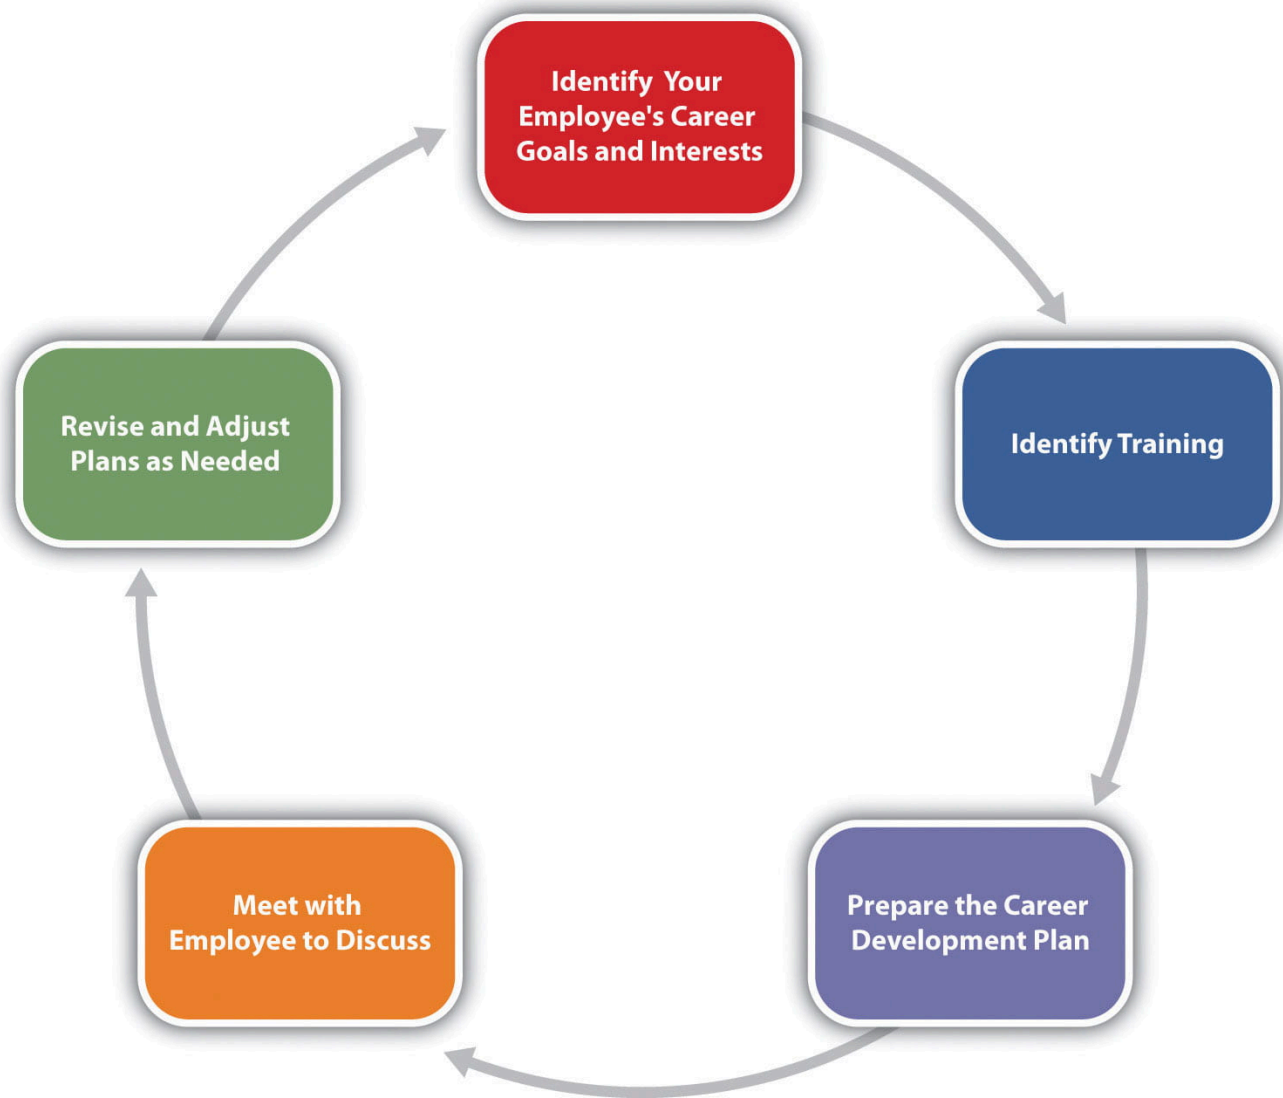 Identify Your
Employee's Career
Goals and Interests
Identify Training
Prepare the Career
Development Plan
Meet with
Employee to Discuss
Revise and Adjust
Plans as Needed